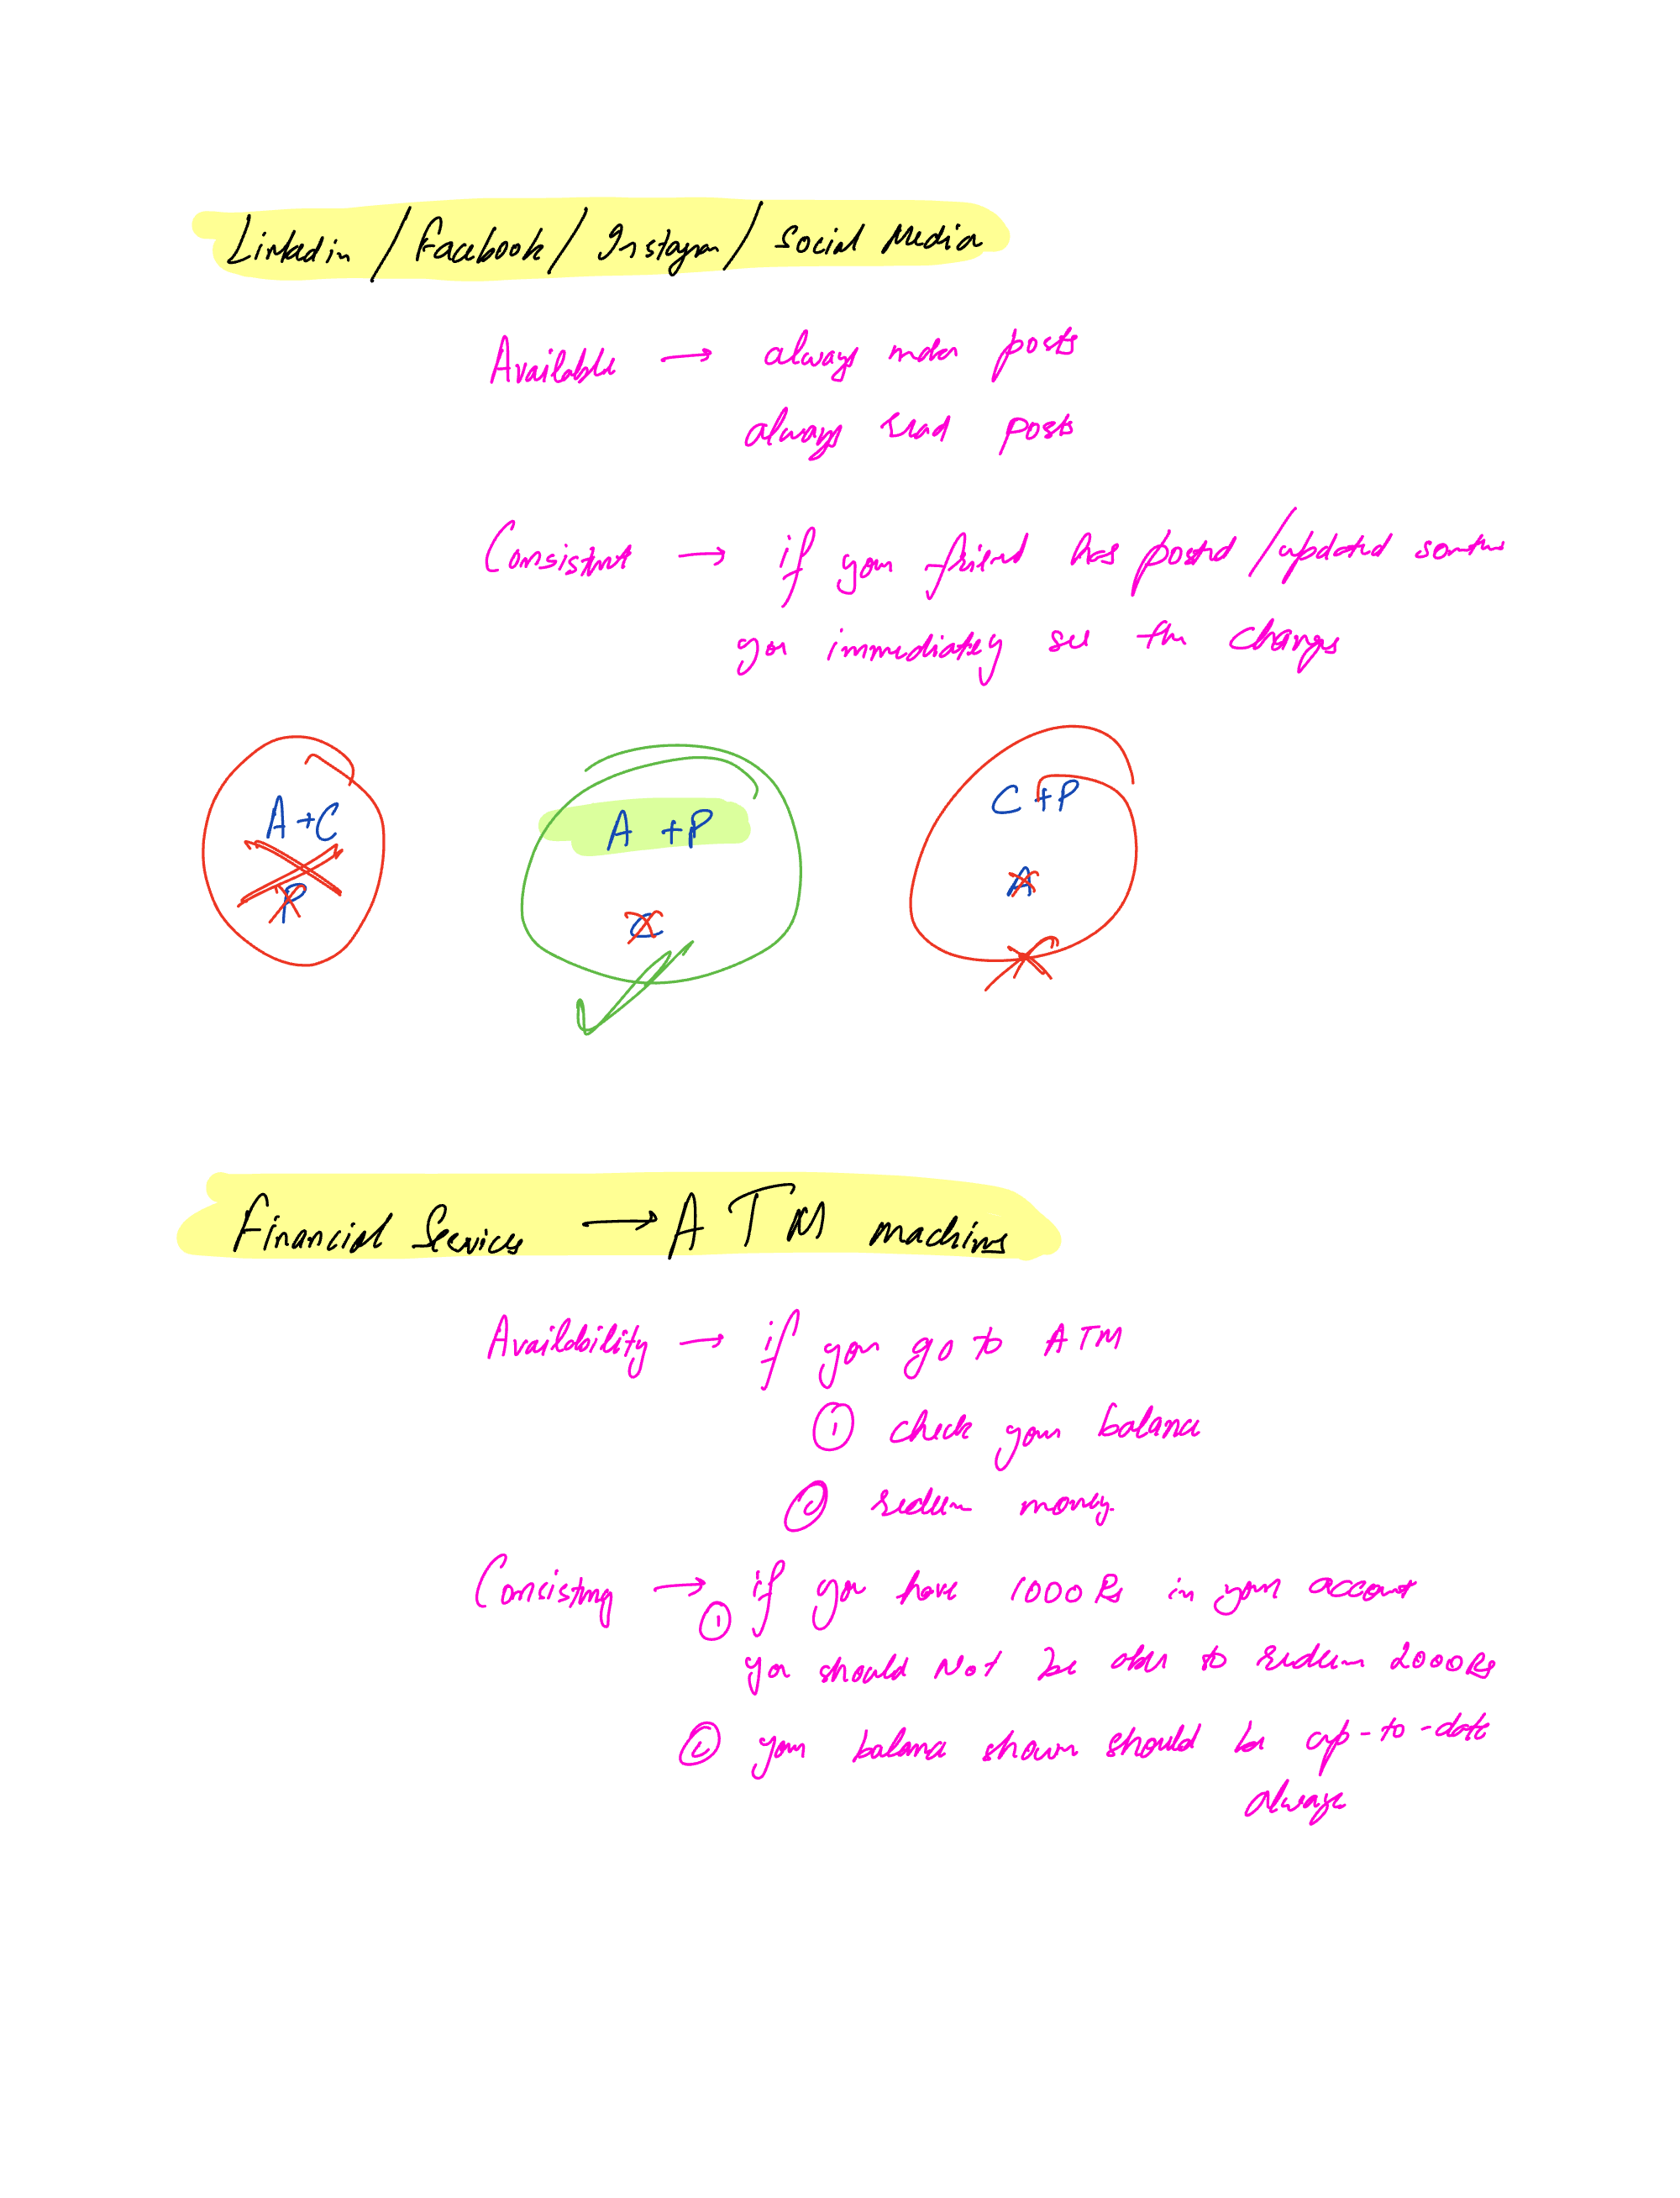 Linkedin / Facebook / Instagram / Social Media
Available → always make posts
always read posts
Consistent → if your friend has posted / updated
you immediately see the changes
A+C A+P C+P
P C A
Financial Services → ATM machines
Availability → if you go to ATM
① check your balance
② redeem money
Consistency → ① if you have 1000 Rs in your account
you should Not be able to redeem 2000 Rs
② your balance shown should be up-to-date
always